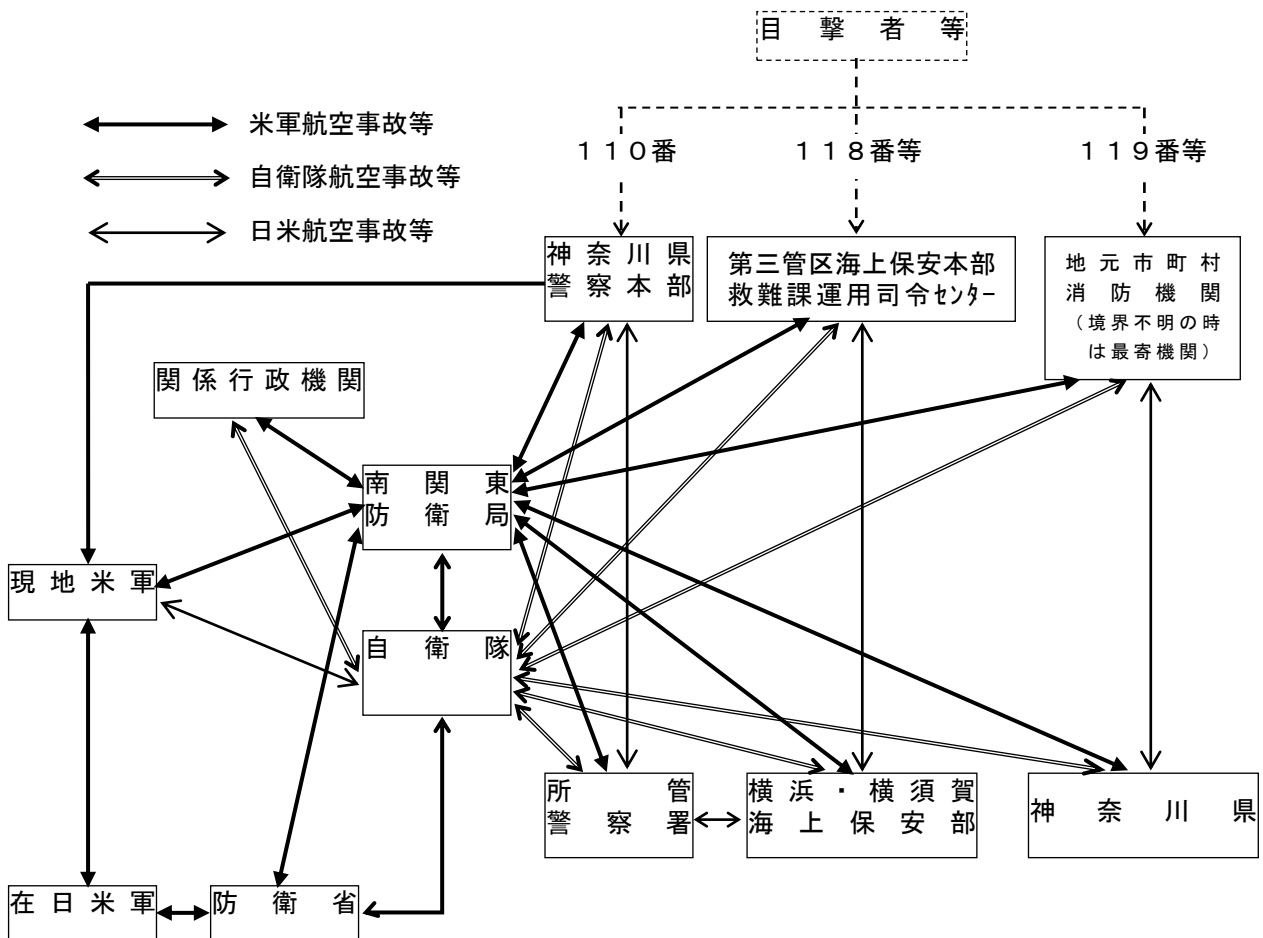 目撃者等
米軍航空事故等
自衛隊航空事故等
日米航空事故等
１１０番
１１８番等
１１９番等
神奈川県
警察本部
第三管区海上保安本部
救難課運用司令ｾﾝﾀｰ
地元市町村
消防機関
（境界不明の時
は最寄機関）
関係行政機関
南関東
防衛局
現地米軍
自衛隊
所管
警察署
横浜・横須賀
海上保安部
神奈川県
在日米軍
防衛省